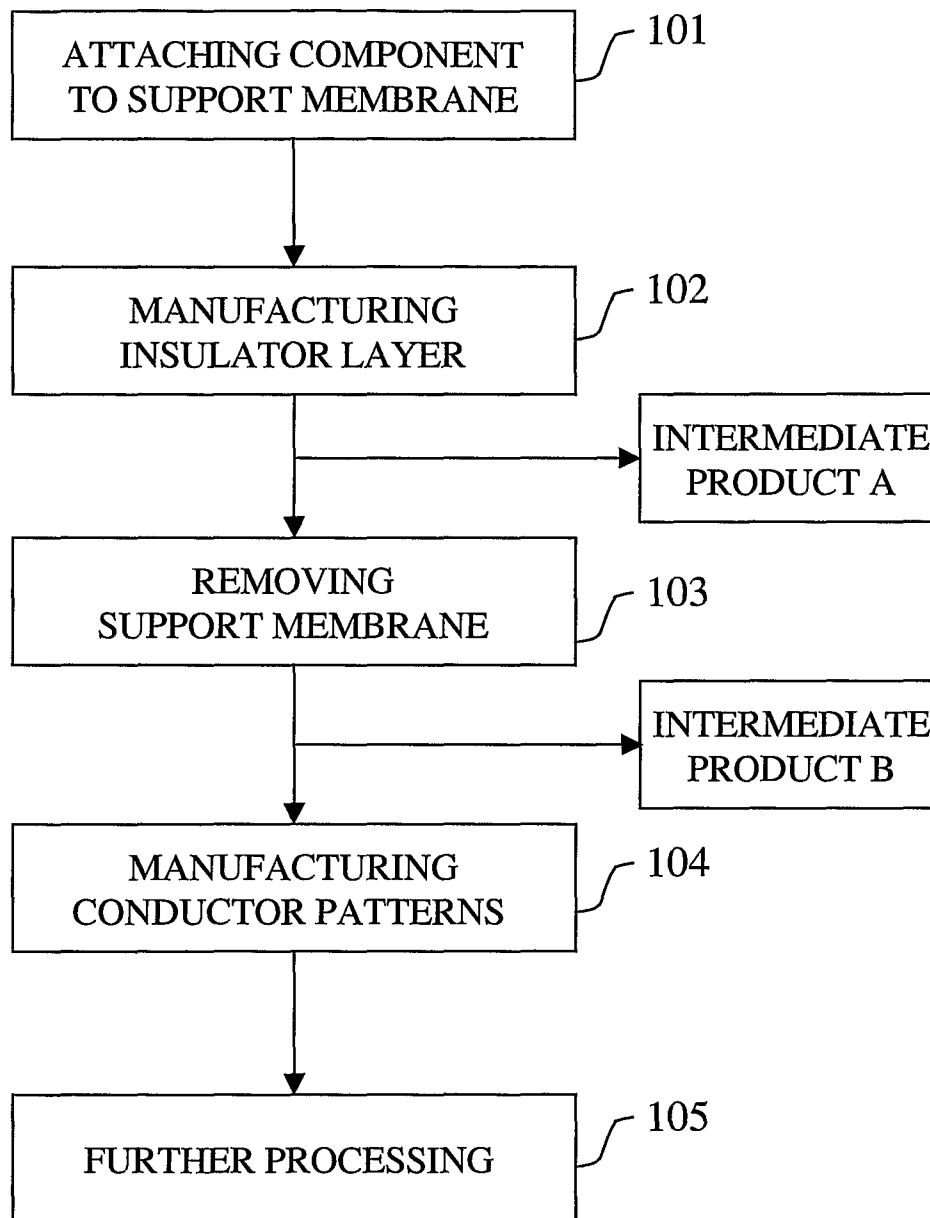 ATTACHING COMPONENT
TO SUPPORT MEMBRANE
101
MANUFACTURING
INSULATOR LAYER
102
INTERMEDIATE
PRODUCT A
REMOVING
SUPPORT MEMBRANE
103
INTERMEDIATE
PRODUCT B
MANUFACTURING
CONDUCTOR PATTERNS
104
FURTHER PROCESSING
105